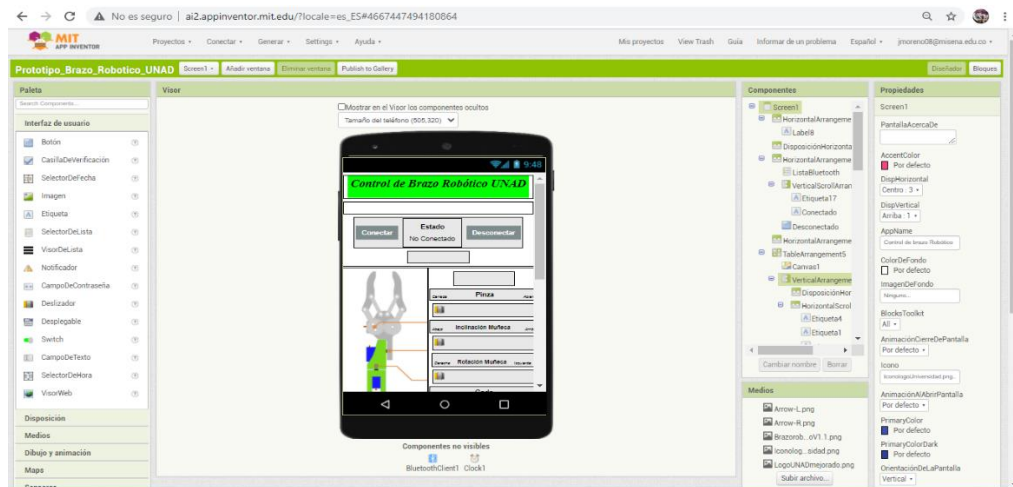 No es seguro | ai2.appinventor.mit.edu/?locale=es_ES#4667447494180864
MIT
APP INVENTOR
Proyectos Conectar Generar Settings Ayuda
Mis proyectos View Trash Guía Informar de un problema Español jmoreno08@misena.edu.co
Prototipo_Brazo_Robotico_UNAD Screen1 Añadir ventana Eliminar ventana Publish to Gallery Diseñador Bloques
Paleta
Search Components...
Interfaz de usuario
Botón
CasillaDeVerificación
SelectorDeFecha
Imagen
Etiqueta
SelectorDeLista
VisorDeLista
Notificador
CampoDeContraseña
Deslizador
Desplegable
Switch
CampoDeTexto
SelectorDeHora
VisorWeb
Disposición
Medios
Dibujo y animación
Maps
Visor
Mostrar en el Visor los componentes ocultos
Tamaño del teléfono (505,320)
9:48
Control de Brazo Robótico UNAD
Conectar
Estado
No Conectado
Desconectar
Pinza
Inclinación Muñeca
Rotación Muñeca
Componentes no visibles
BluetoothClient1 Clock1
Componentes
Screen1
HorizontalArrangeme
Label8
DisposiciónHorizonta
HorizontalArrangeme
ListaBluetooth
VerticalScrollArran
Etiqueta17
Conectado
Desconectado
HorizontalArrangeme
TableArrangement5
Canvas1
VerticalArrangeme
DisposiciónHor
HorizontalScrol
Etiqueta4
Etiqueta1
Cambiar nombre Borrar
Medios
Arrow-L.png
Arrow-R.png
Brazorob...oV1.1.png
Iconolog...sidad.png
LogoUNADmejorado.png
Subir archivo...
Propiedades
Screen1
PantallaAcercaDe
AccentColor
Por defecto
DispHorizontal
Centro : 3
DispVertical
Arriba : 1
AppName
Control de brazo Robótico
ColorDeFondo
Por defecto
ImagenDeFondo
Ninguno...
BlocksToolkit
All
AnimaciónCierreDePantalla
Por defecto
Icono
IconologoUniversidad.png...
AnimaciónAlAbrirPantalla
Por defecto
PrimaryColor
Por defecto
PrimaryColorDark
Por defecto
OrientaciónDeLaPantalla
Vertical